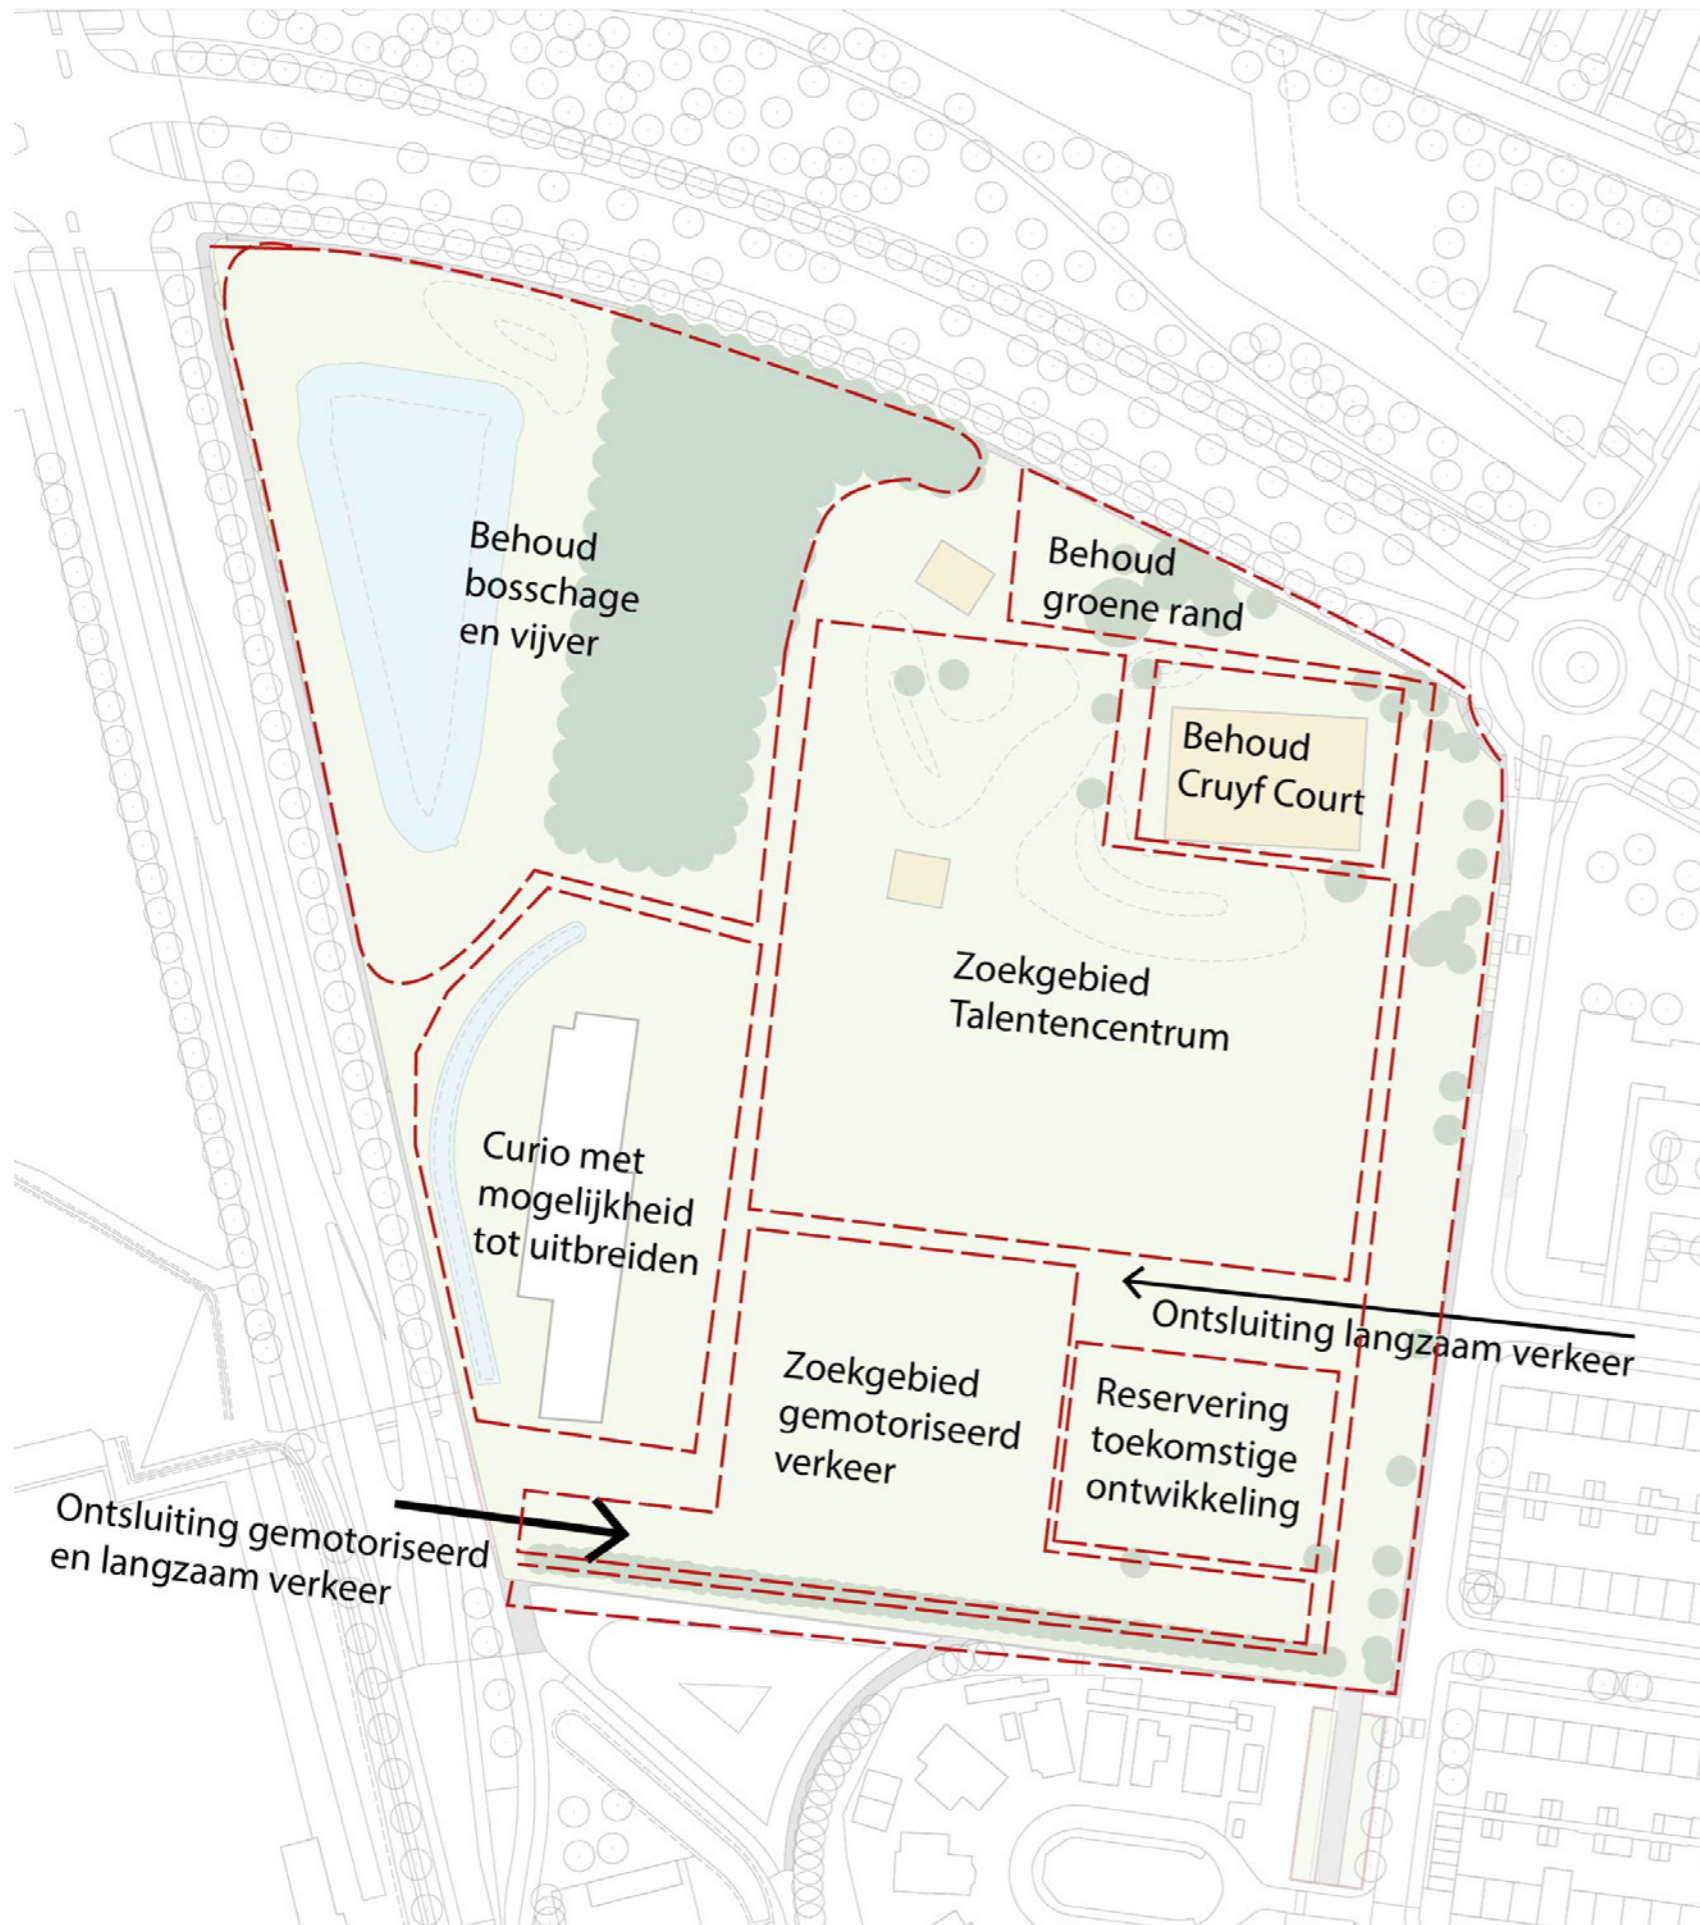 Behoud
bosschage
en vijver
Behoud
groene rand
Behoud
Cruyf Court
Zoekgebied
Talentencentrum
Curio met
mogelijkheid
tot uitbreiden
Ontsluiting langzaam verkeer
Zoekgebied
gemotoriseerd
verkeer
Reservering
toekomstige
ontwikkeling
Ontsluiting gemotoriseerd
en langzaam verkeer